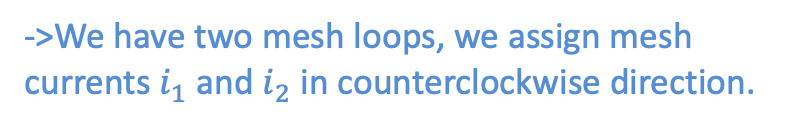 ->We have two mesh loops, we assign mesh
currents 𝑖₁ and 𝑖₂ in counterclockwise direction.